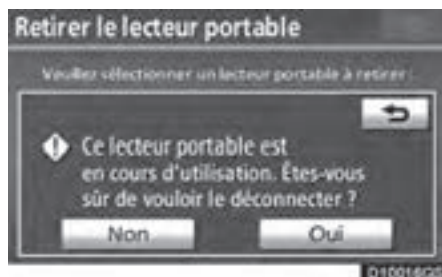 Retirer le lecteur portable
Veuillez sélectionner un lecteur portable à retirer.
Ce lecteur portable est
en cours d'utilisation. Êtes-vous
sûr de vouloir le déconnecter ?
Non Oui